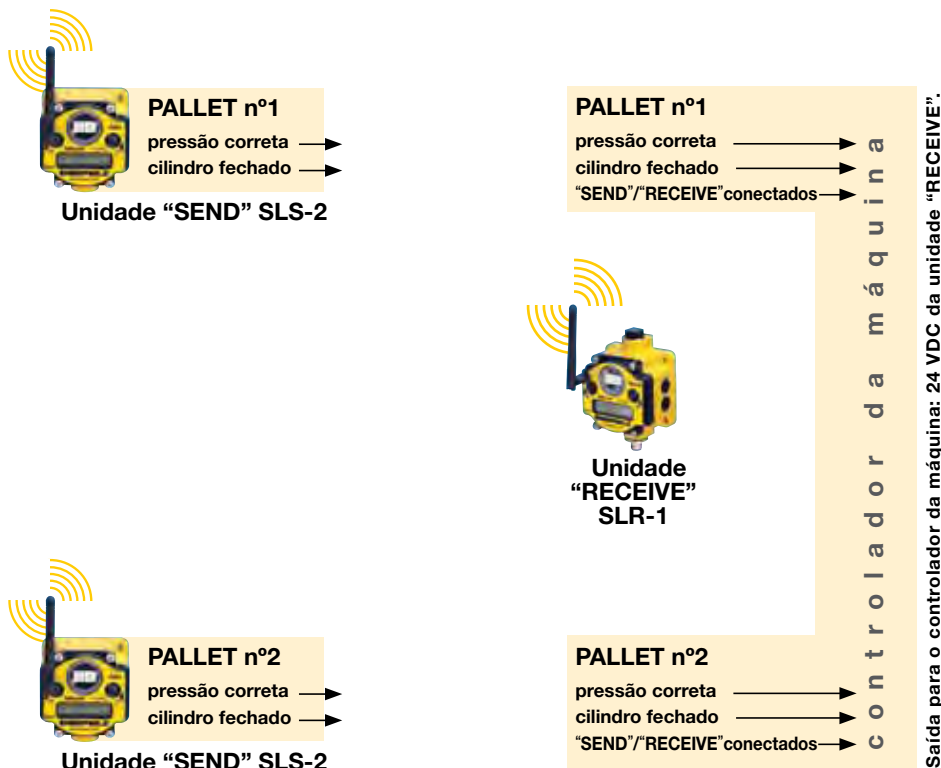 PALLET nº1
pressão correta
cilindro fechado
Unidade “SEND” SLS-2
PALLET nº1
pressão correta
cilindro fechado
“SEND”/“RECEIVE”conectados
Unidade
“RECEIVE”
SLR-1
PALLET nº2
pressão correta
cilindro fechado
Unidade “SEND” SLS-2
PALLET nº2
pressão correta
cilindro fechado
“SEND”/“RECEIVE”conectados
controlador da máquina
Saída para o controlador da máquina: 24 VDC da unidade “RECEIVE”.